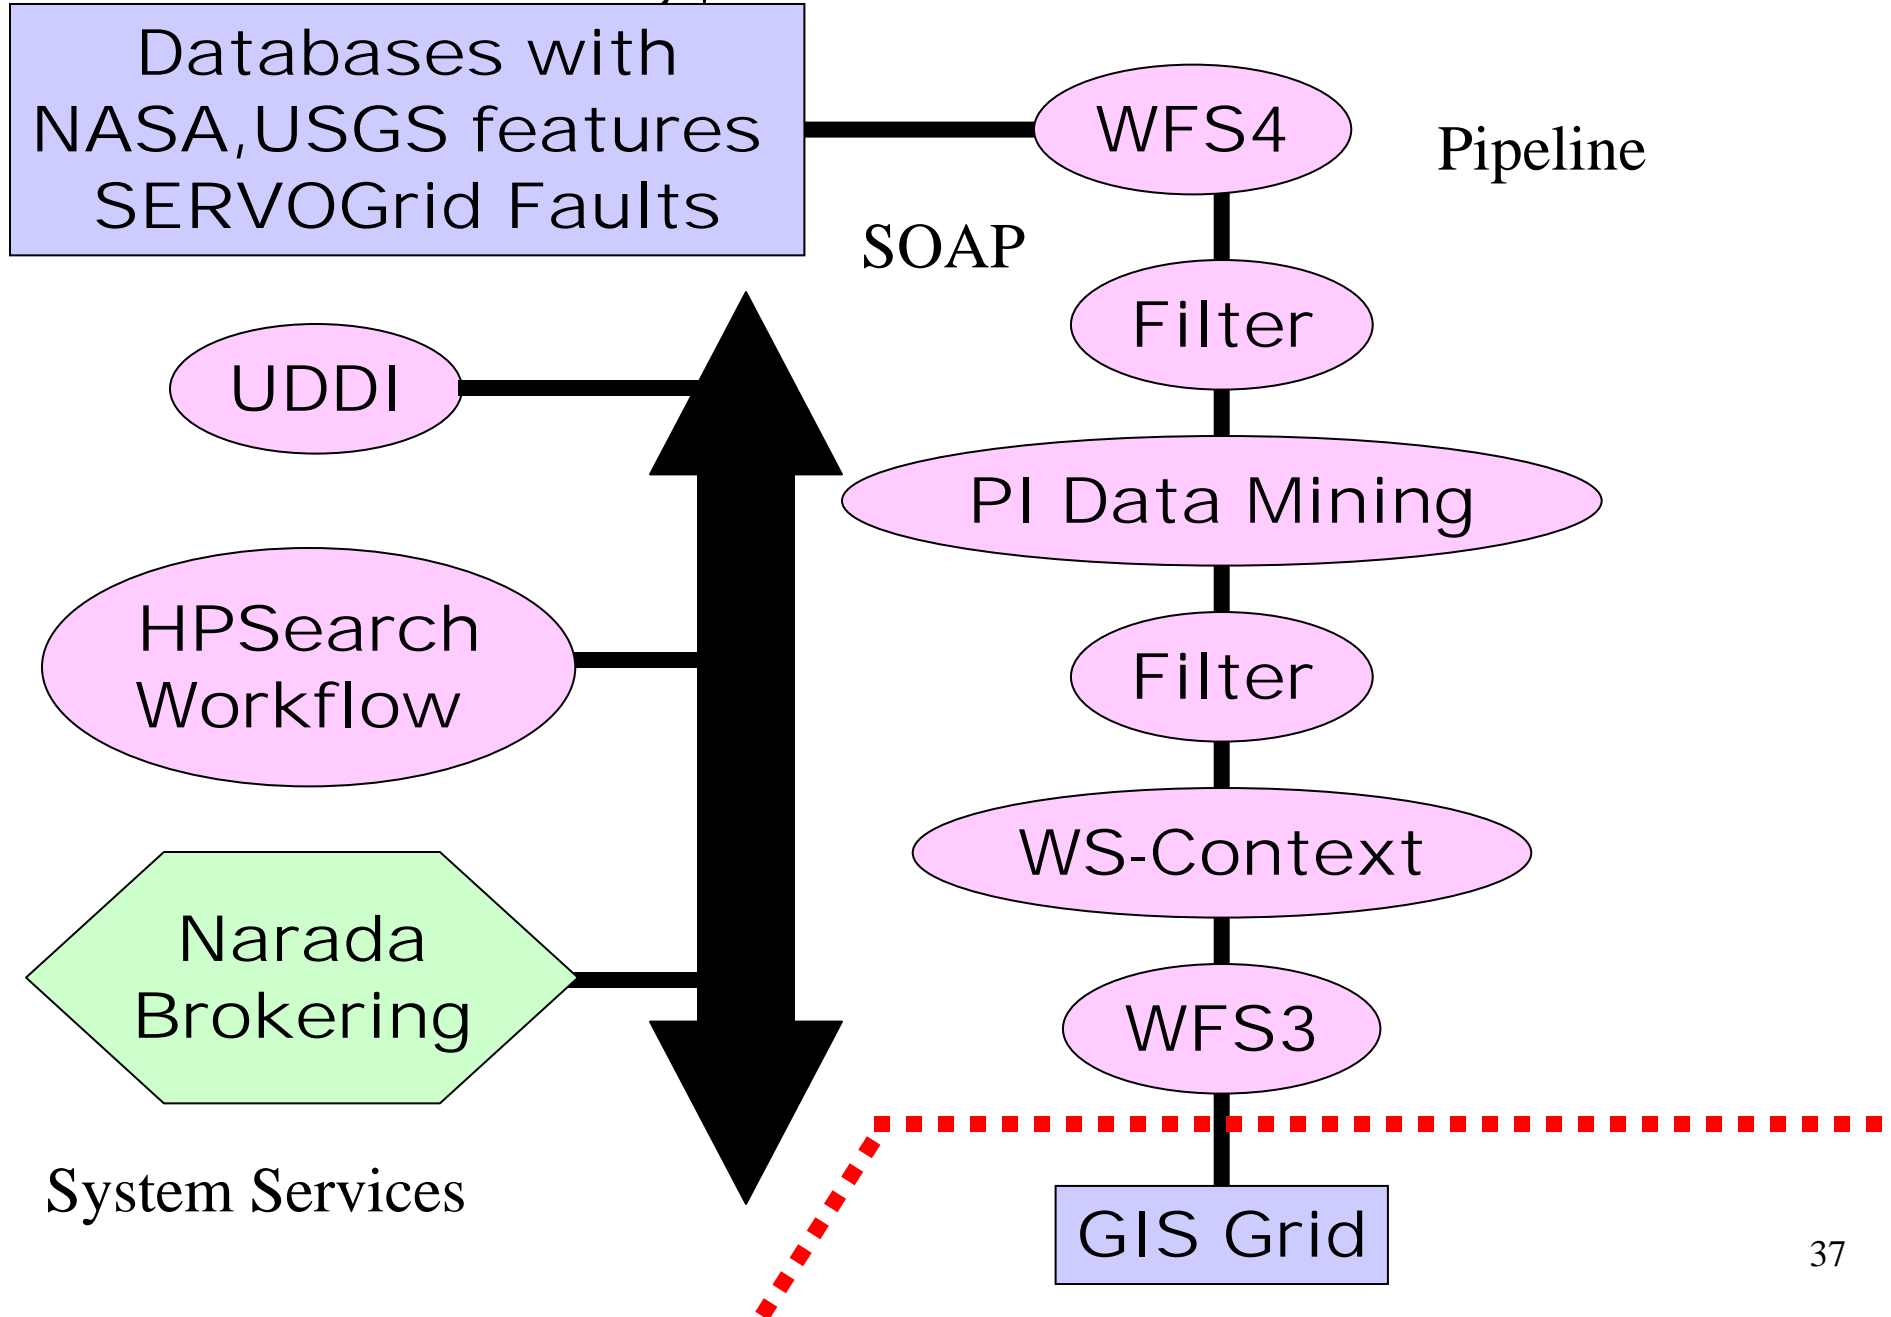 Databases with
NASA,USGS features
SERVOGrid Faults
WFS4
Pipeline
SOAP
Filter
UDDI
PI Data Mining
HPSearch
Workflow
Filter
WS-Context
Narada
Brokering
WFS3
System Services
GIS Grid
37